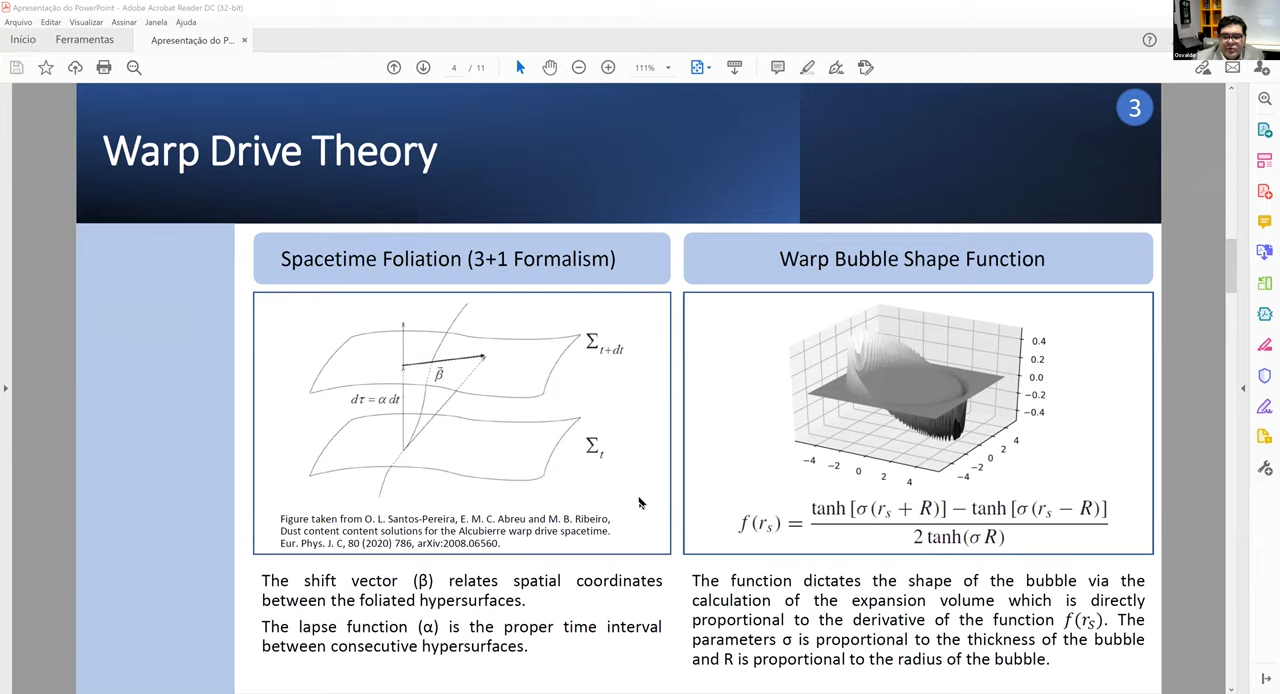 Apresentação do PowerPoint - Adobe Acrobat Reader DC (32-bit)
Arquivo Editar Visualizar Assinar Janela Ajuda
Início Ferramentas Apresentação do P... ×
4 / 11 111%
Osvaldo
3
Warp Drive Theory
Spacetime Foliation (3+1 Formalism)
Σt+dt
β⃗
dτ = α dt
Σt
Figure taken from O. L. Santos-Pereira, E. M. C. Abreu and M. B. Ribeiro,
Dust content content solutions for the Alcubierre warp drive spacetime.
Eur. Phys. J. C, 80 (2020) 786, arXiv:2008.06560.
The shift vector (β) relates spatial coordinates
between the foliated hypersurfaces.
The lapse function (α) is the proper time interval
between consecutive hypersurfaces.
Warp Bubble Shape Function
0.4
0.2
0.0
−0.2
−0.4
−4 −2 0 2 4
−4 −2 0 2 4
f(rs) = tanh [σ(rs + R)] − tanh [σ(rs − R)]
2 tanh(σ R)
The function dictates the shape of the bubble via the
calculation of the expansion volume which is directly
proportional to the derivative of the function f(rs). The
parameters σ is proportional to the thickness of the bubble
and R is proportional to the radius of the bubble.